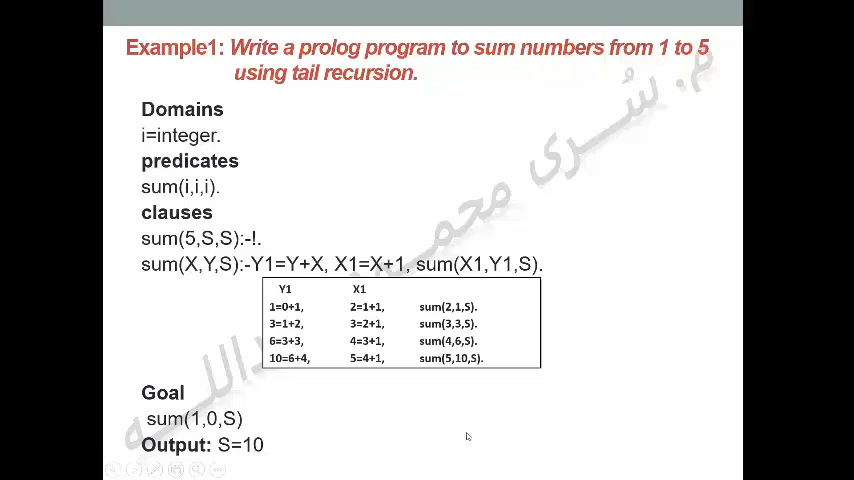 Example1: Write a prolog program to sum numbers from 1 to 5
using tail recursion.
Domains
i=integer.
predicates
sum(i,i,i).
clauses
sum(5,S,S):-!.
sum(X,Y,S):-Y1=Y+X, X1=X+1, sum(X1,Y1,S).
Y1 X1
1=0+1, 2=1+1, sum(2,1,S).
3=1+2, 3=2+1, sum(3,3,S).
6=3+3, 4=3+1, sum(4,6,S).
10=6+4, 5=4+1, sum(5,10,S).
Goal
sum(1,0,S)
Output: S=10
م. سُرى محمد